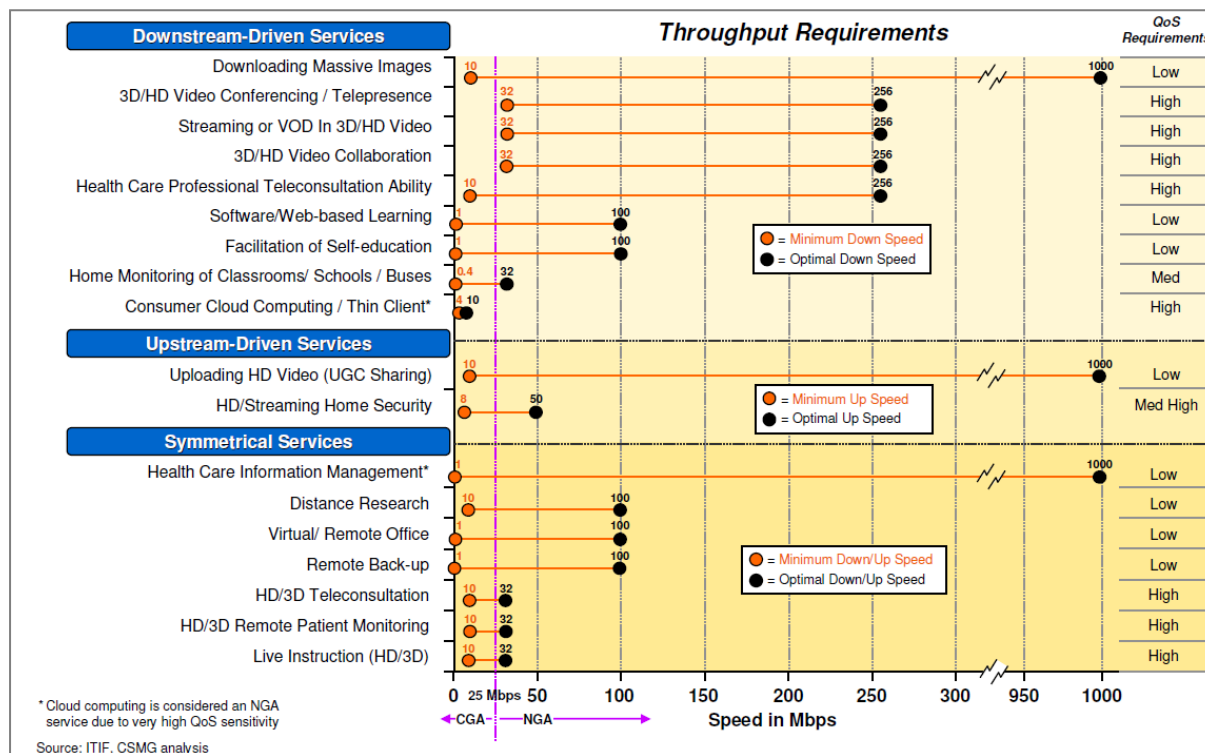 Downstream-Driven Services
Throughput Requirements
QoS
Requirements
Downloading Massive Images
10
1000
Low
3D/HD Video Conferencing / Telepresence
32
256
High
Streaming or VOD In 3D/HD Video
32
256
High
3D/HD Video Collaboration
32
256
High
Health Care Professional Teleconsultation Ability
10
256
High
Software/Web-based Learning
1
100
Low
Facilitation of Self-education
1
100
Low
Home Monitoring of Classrooms/ Schools / Buses
0.4
32
Med
Consumer Cloud Computing / Thin Client*
4
10
High
= Minimum Down Speed
= Optimal Down Speed
Upstream-Driven Services
Uploading HD Video (UGC Sharing)
10
1000
Low
HD/Streaming Home Security
8
50
Med High
= Minimum Up Speed
= Optimal Up Speed
Symmetrical Services
Health Care Information Management*
1
1000
Low
Distance Research
10
100
Low
Virtual/ Remote Office
1
100
Low
Remote Back-up
1
100
Low
HD/3D Teleconsultation
10
32
High
HD/3D Remote Patient Monitoring
10
32
High
Live Instruction (HD/3D)
10
32
High
= Minimum Down/Up Speed
= Optimal Down/Up Speed
0 25 Mbps 50 100 150 200 250 300 950 1000
CGA NGA
Speed in Mbps
* Cloud computing is considered an NGA
service due to very high QoS sensitivity
Source: ITIF, CSMG analysis